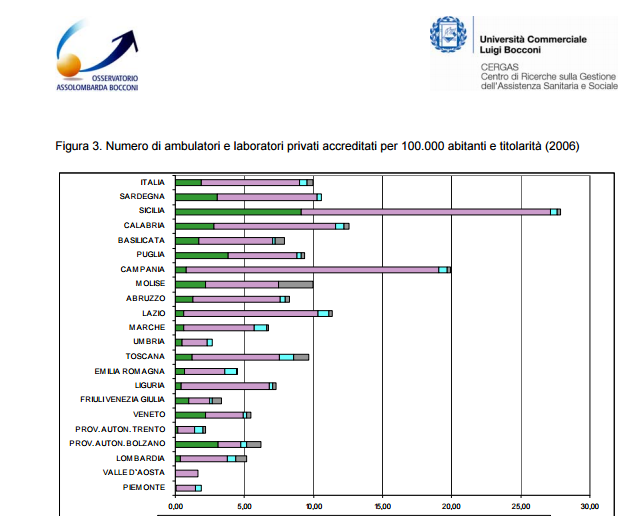 OSSERVATORIO
ASSOLOMBARDA BOCCONI
Università Commerciale
Luigi Bocconi
CERGAS
Centro di Ricerche sulla Gestione
dell'Assistenza Sanitaria e Sociale
Figura 3. Numero di ambulatori e laboratori privati accreditati per 100.000 abitanti e titolarità (2006)
ITALIA
SARDEGNA
SICILIA
CALABRIA
BASILICATA
PUGLIA
CAMPANIA
MOLISE
ABRUZZO
LAZIO
MARCHE
UMBRIA
TOSCANA
EMILIA ROMAGNA
LIGURIA
FRIULI VENEZIA GIULIA
VENETO
PROV. AUTON. TRENTO
PROV. AUTON. BOLZANO
LOMBARDIA
VALLE D'AOSTA
PIEMONTE
0,00 5,00 10,00 15,00 20,00 25,00 30,00